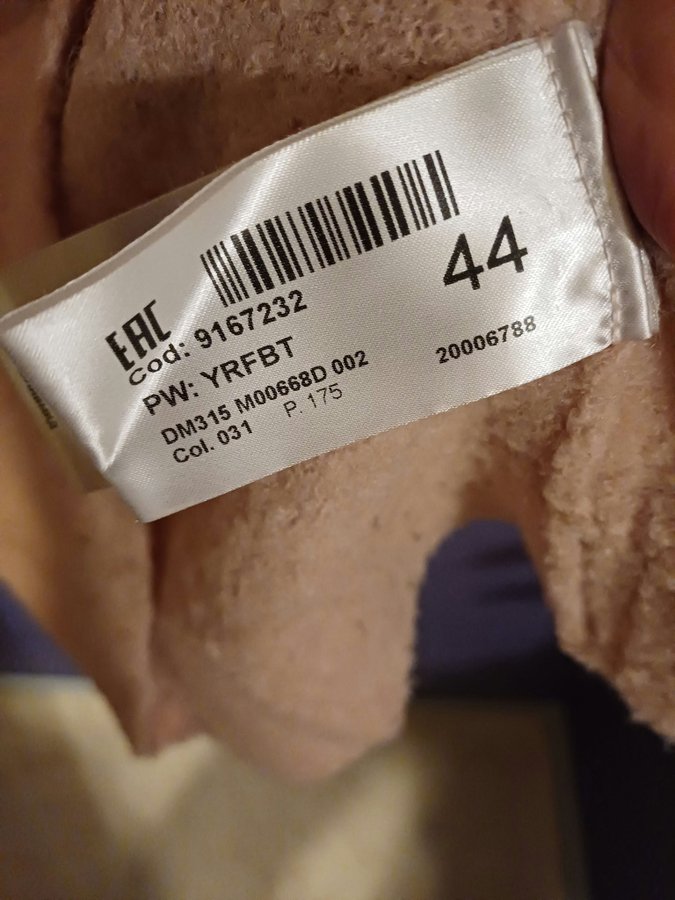 44
EAC
Cod: 9167232
PW: YRFBT
DM315 M00668D 002
20006788
Col. 031
P. 175